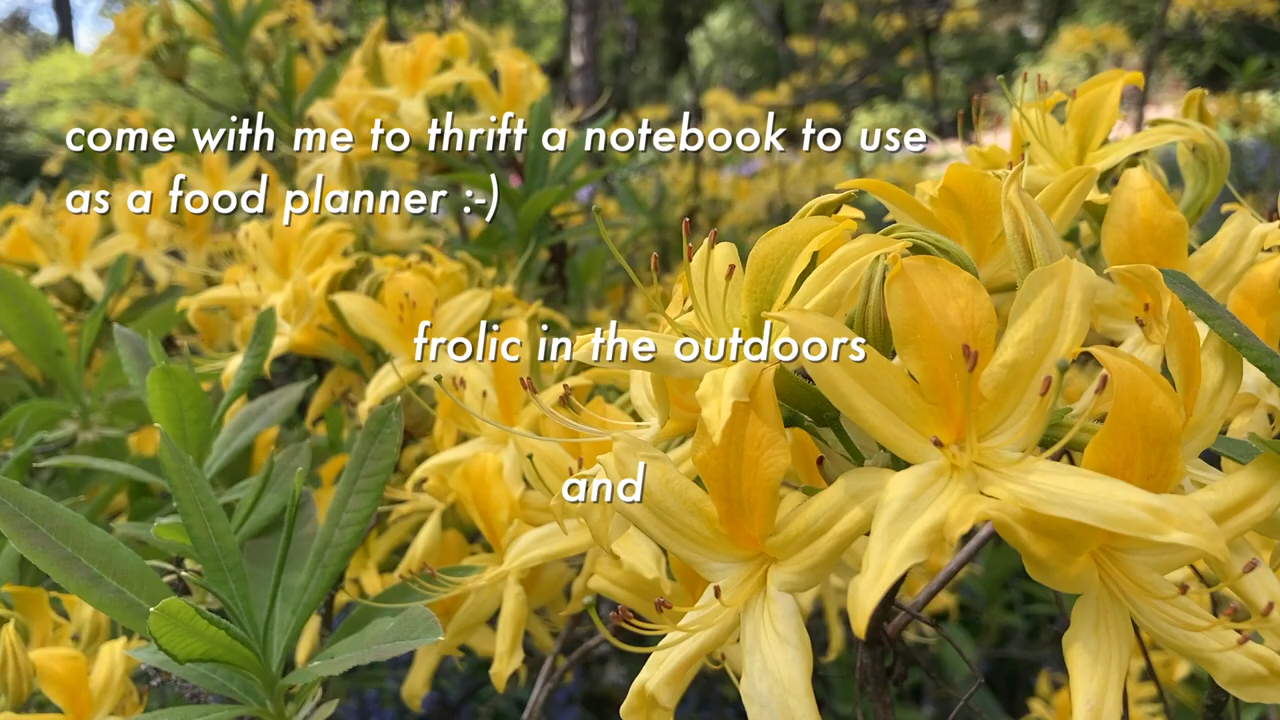 come with me to thrift a notebook to use
as a food planner :-)
frolic in the outdoors
and